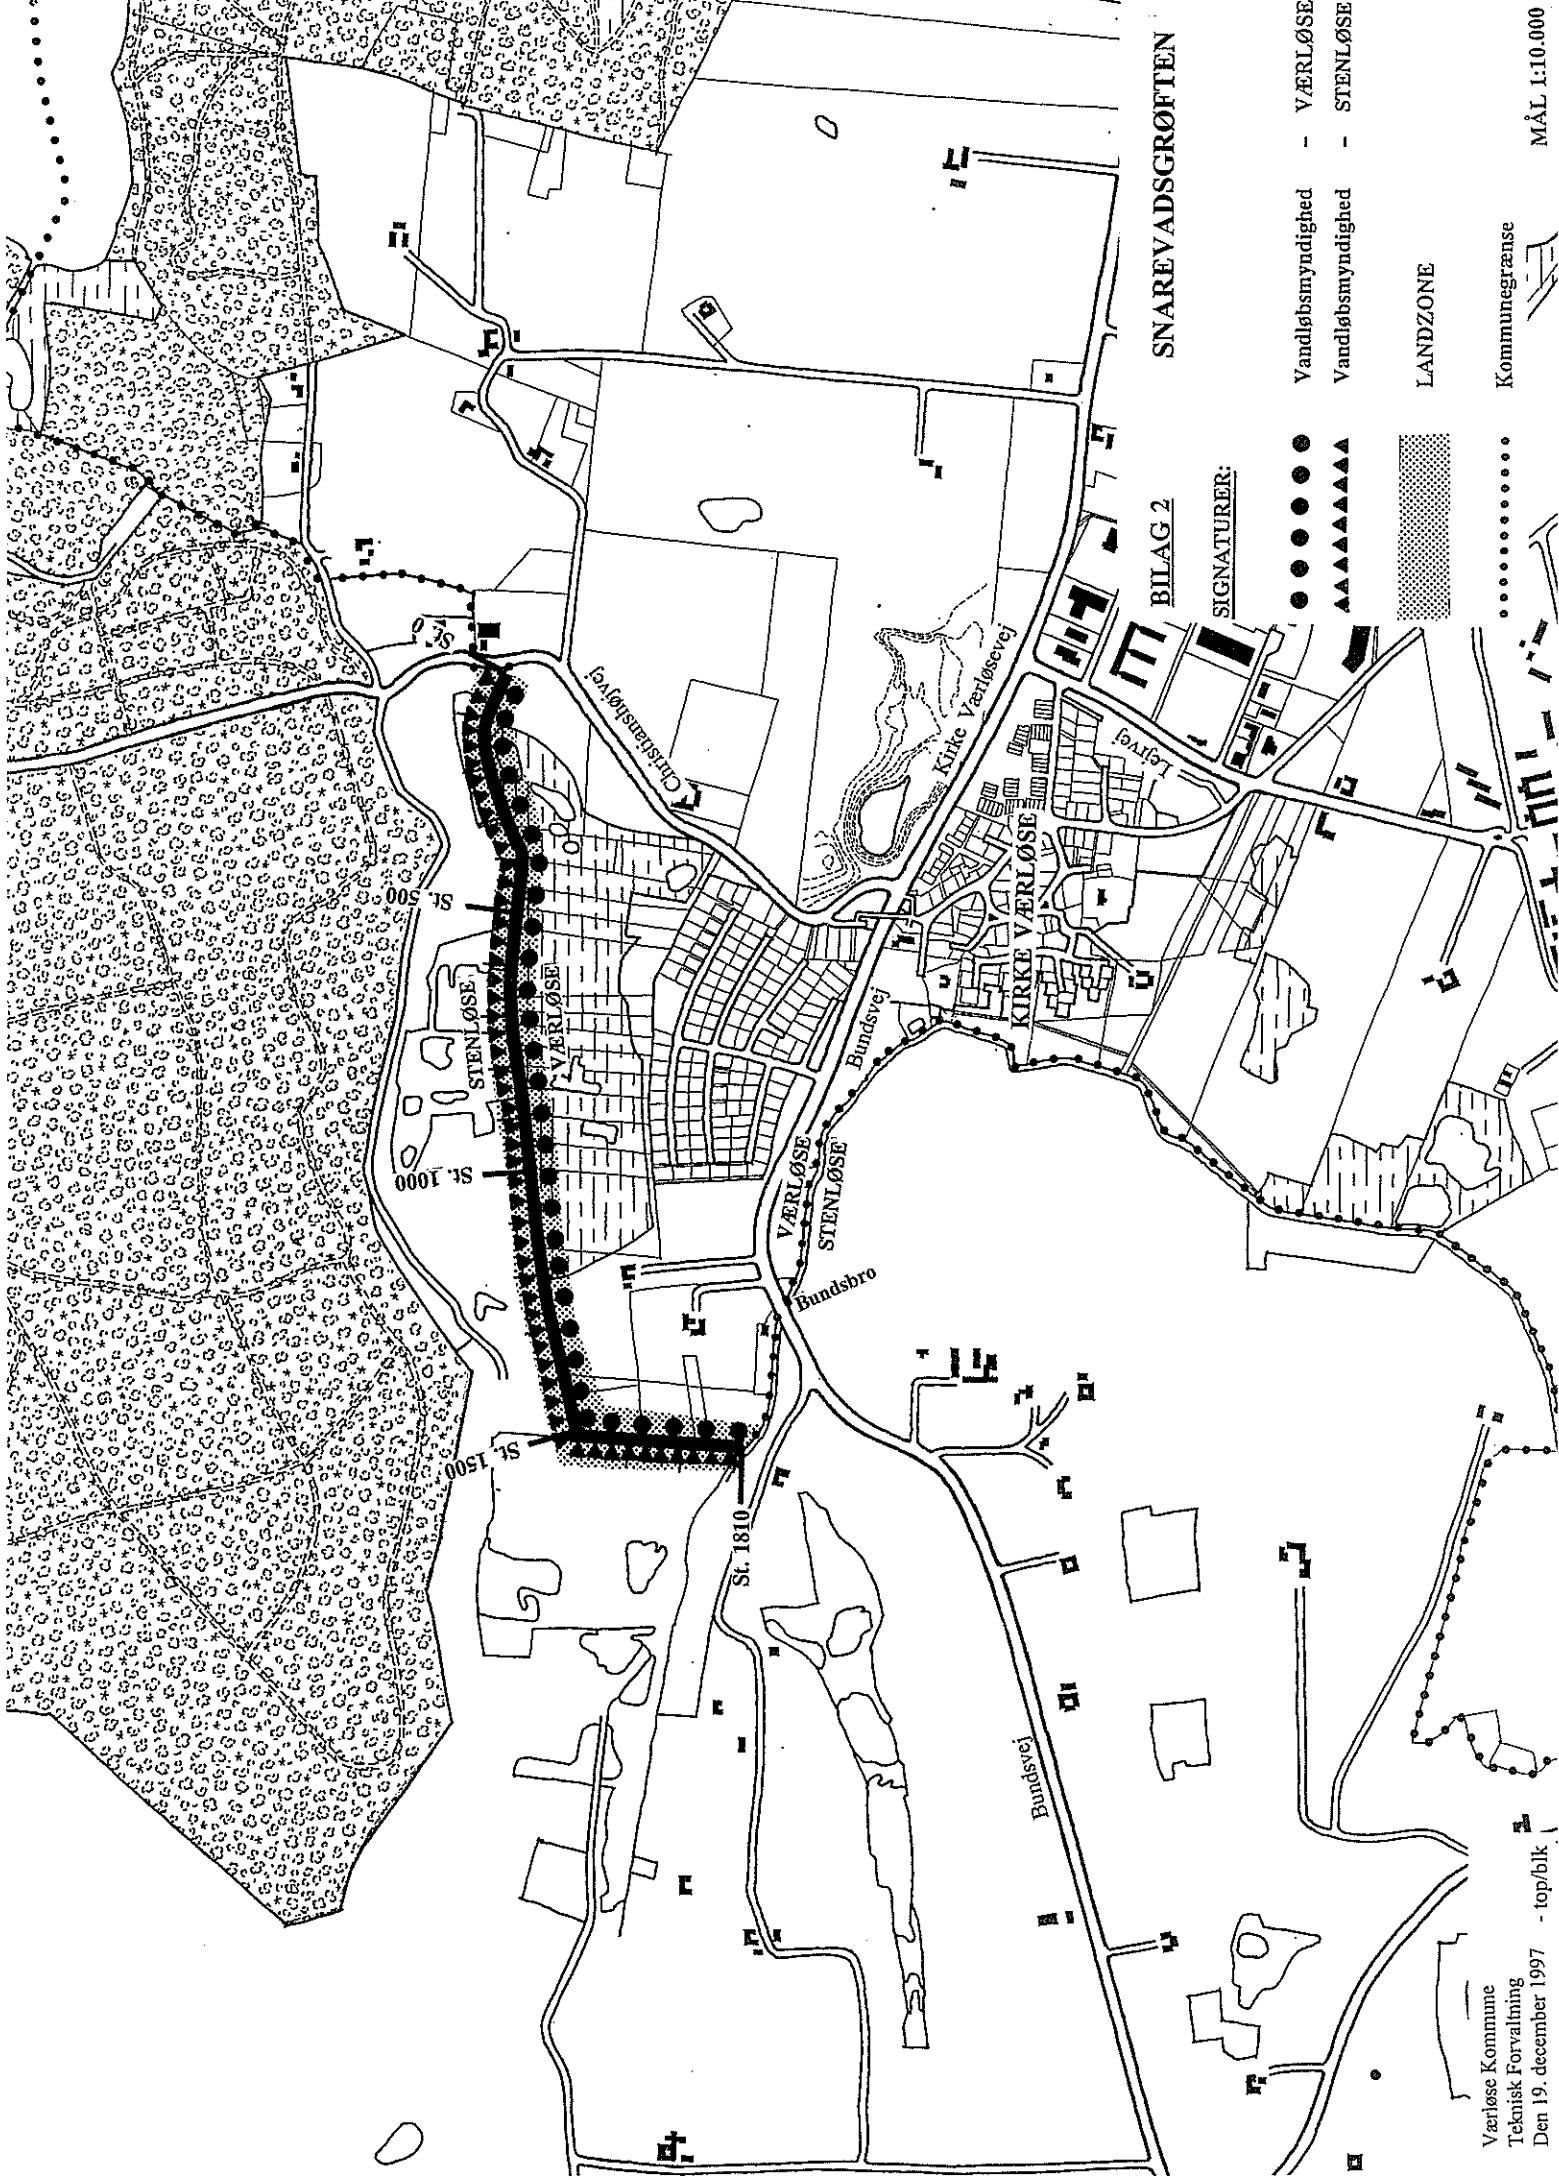 St. 0
St. 500
STENLØSE
VÆRLØSE
St. 1000
St. 1500
St. 1810
Christianshøjvej
Kirke Værløsevej
Lejrvej
KIRKE VÆRLØSE
Bundsvej
VÆRLØSE
STENLØSE
Bundsbro
Bundsvej
SNAREVADSGRØFTEN
BILAG 2
SIGNATURER:
Vandløbsmyndighed - VÆRLØSE
Vandløbsmyndighed - STENLØSE
LANDZONE
Kommunegrænse
MÅL 1:10.000
Værløse Kommune
Teknisk Forvaltning
Den 19. december 1997 - top/blk